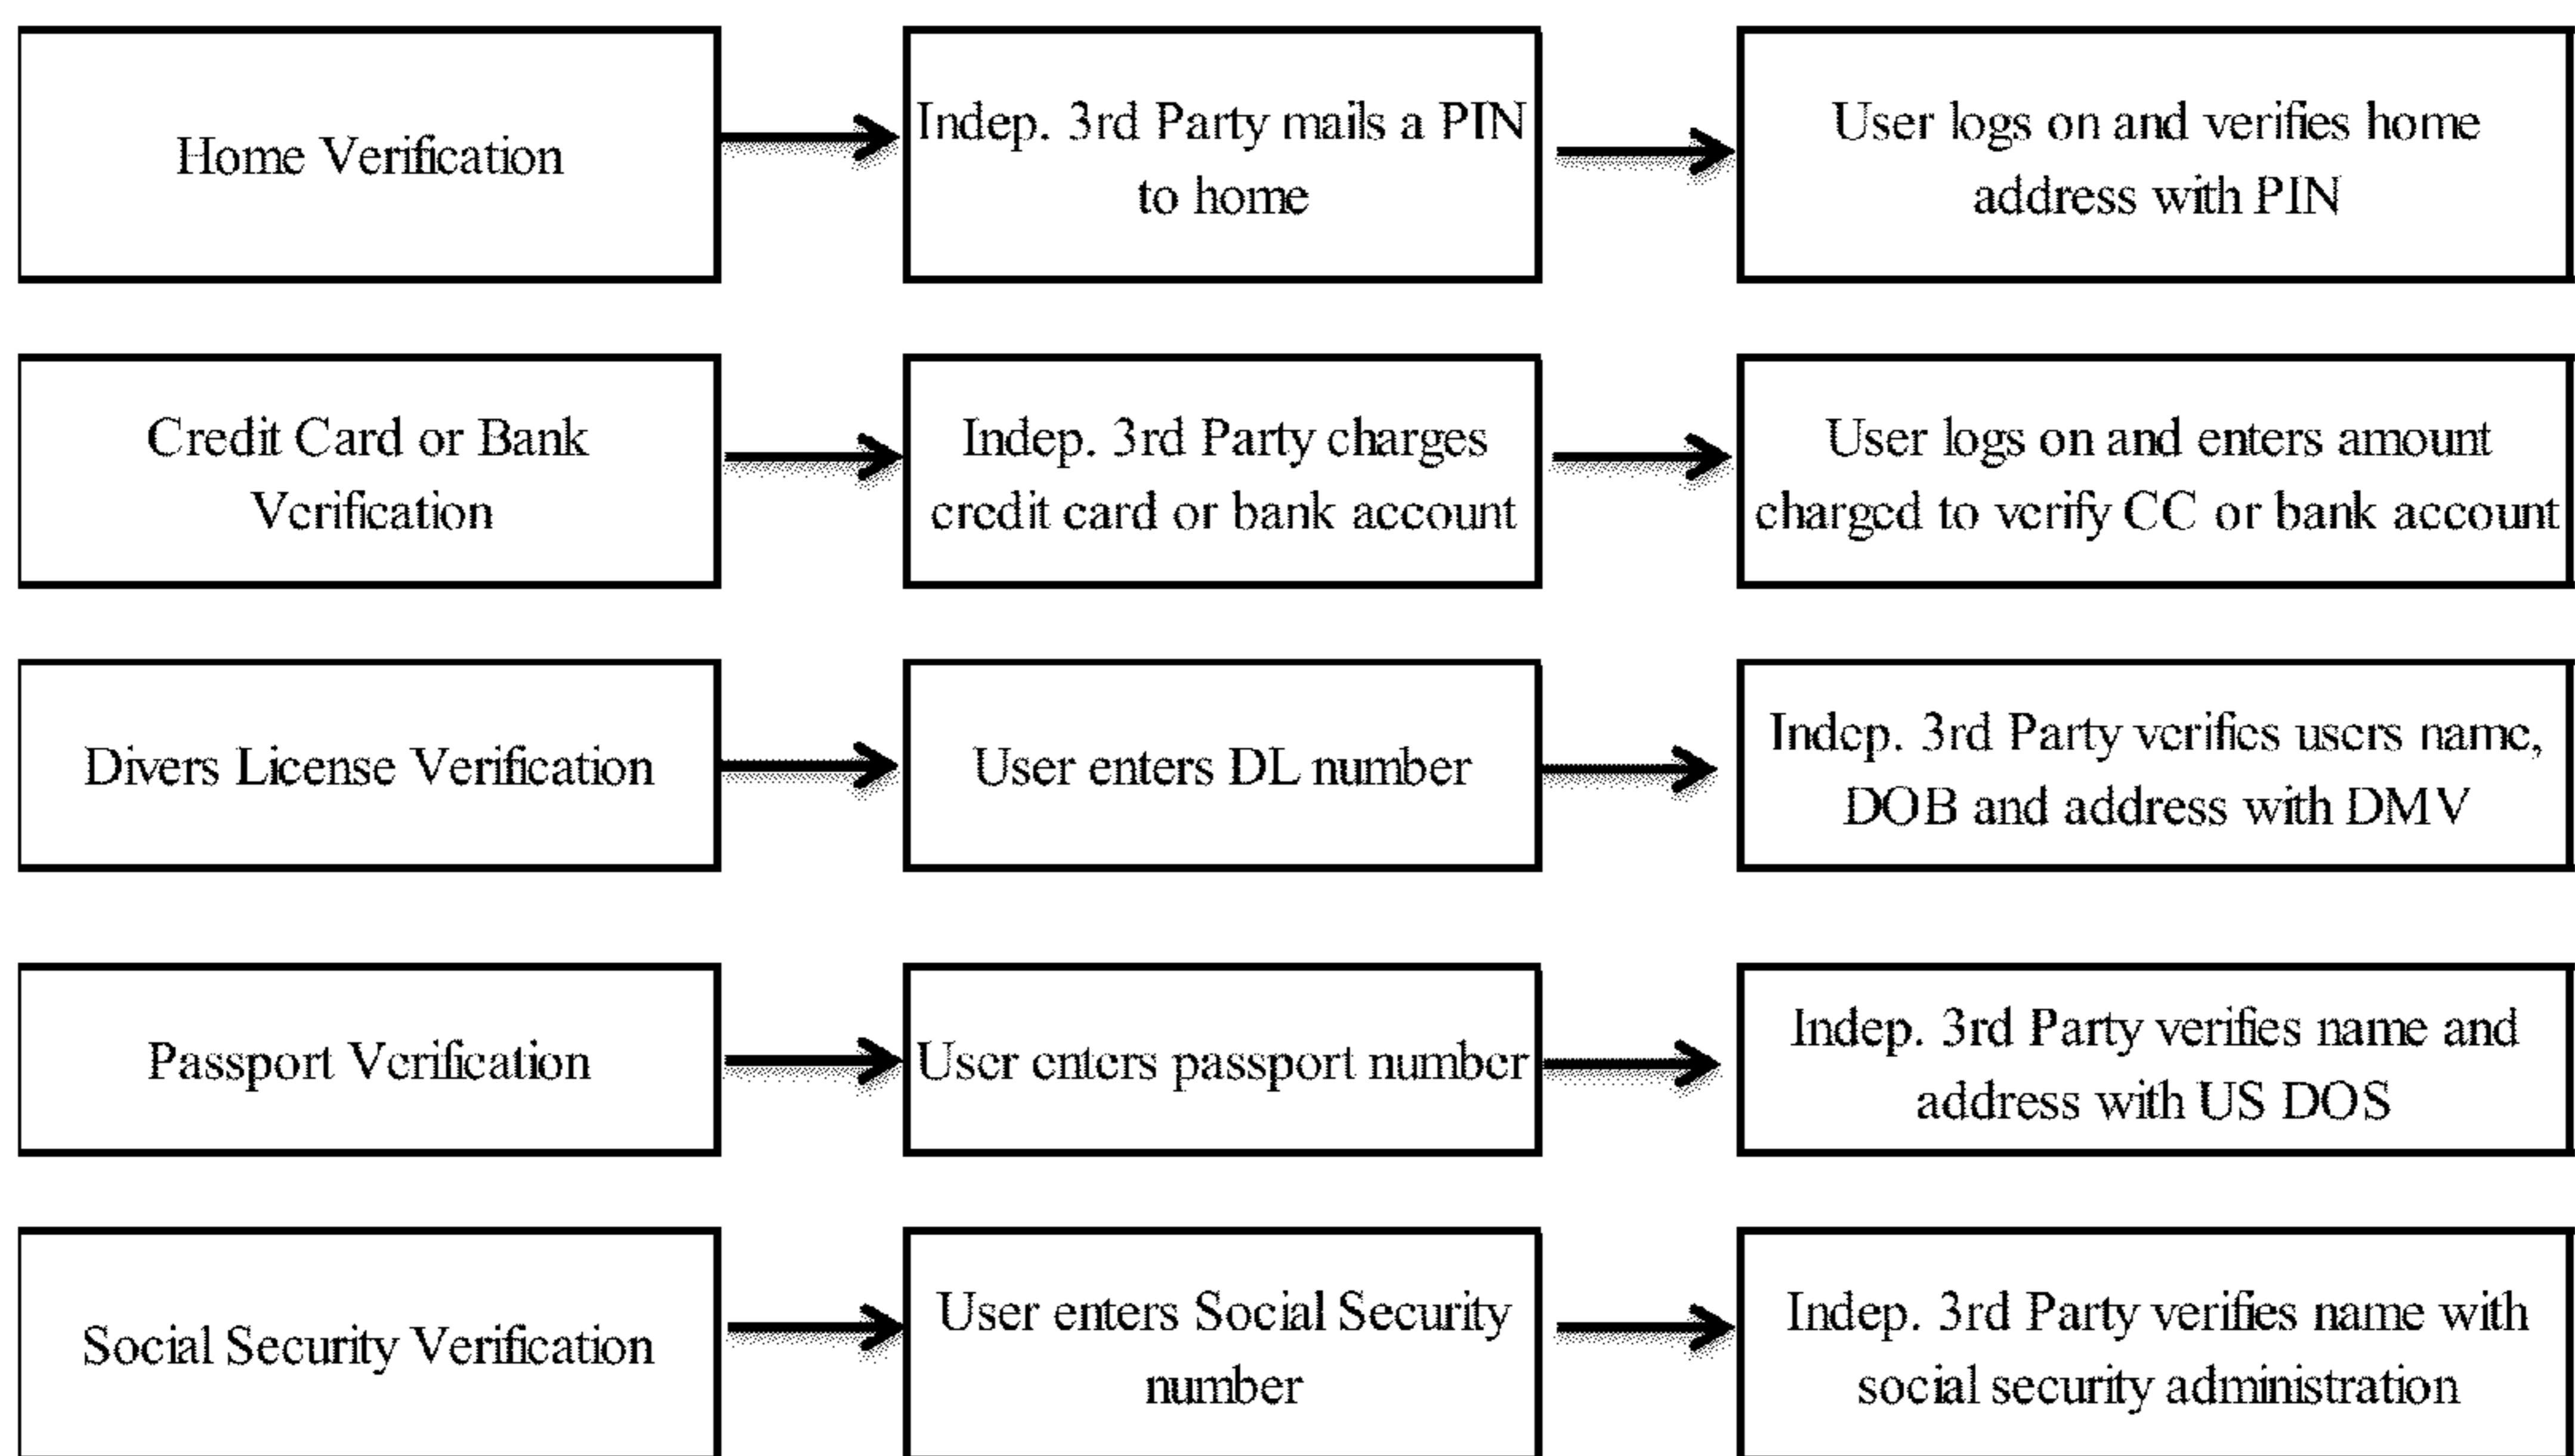 Home Verification
Indep. 3rd Party mails a PIN
to home
User logs on and verifies home
address with PIN
Credit Card or Bank
Verification
Indep. 3rd Party charges
credit card or bank account
User logs on and enters amount
charged to verify CC or bank account
Divers License Verification
User enters DL number
Indep. 3rd Party verifies users name,
DOB and address with DMV
Passport Verification
User enters passport number
Indep. 3rd Party verifies name and
address with US DOS
Social Security Verification
User enters Social Security
number
Indep. 3rd Party verifies name with
social security administration